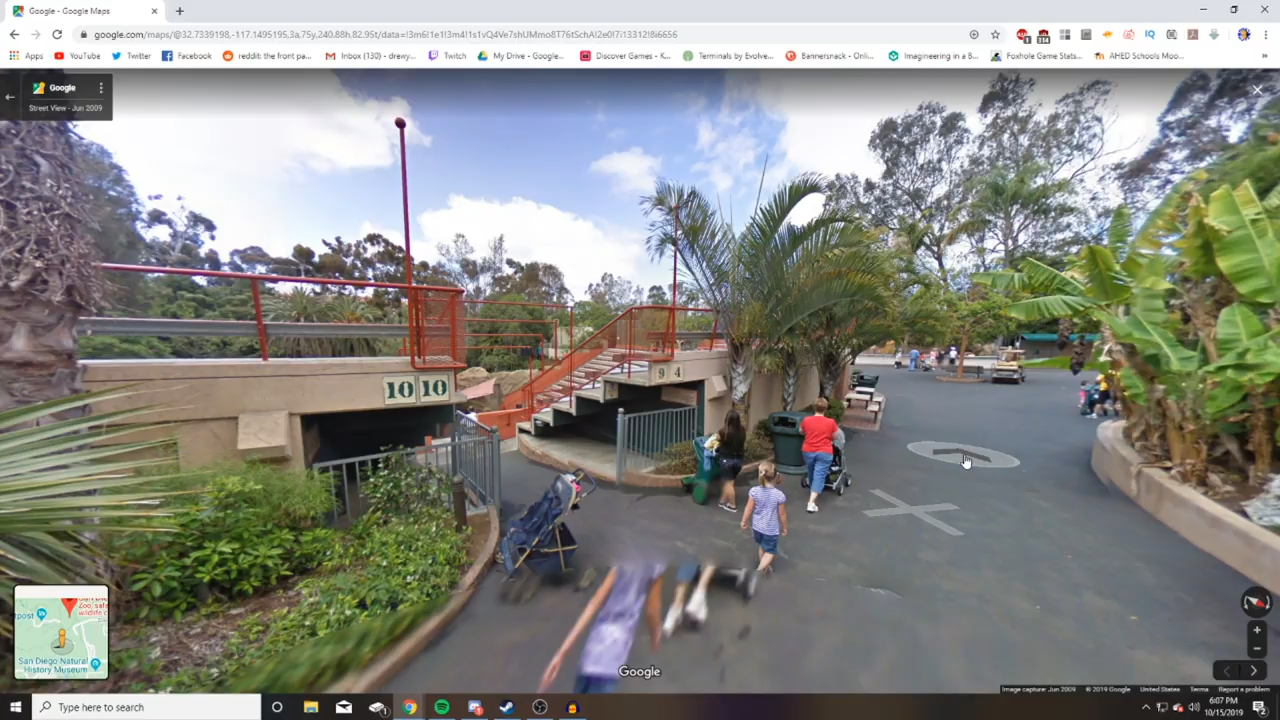 Google - Google Maps
google.com/maps/@32.7339198,-117.1495195,3a,75y,240.88h,82.95t/data=!3m6!1e1!3m4!1s1vQ4Ve7shUMmo8T76tSchA!2e0!7i13312!8i6656
Apps YouTube Twitter Facebook reddit: the front pa... Inbox (130) - drewy... Twitch My Drive - Google... Discover Games - K... Terminals by Evolve... Bannersnack - Onli... Imagineering in a B... Foxhole Game Stats... AHED Schools Moo...
Google
Street View - Jun 2009
10 10
9 4
San Diego Natural
History Museum
Google
Image capture: Jun 2009 © 2019 Google United States Terms Report a problem
Type here to search
6:07 PM
10/15/2019